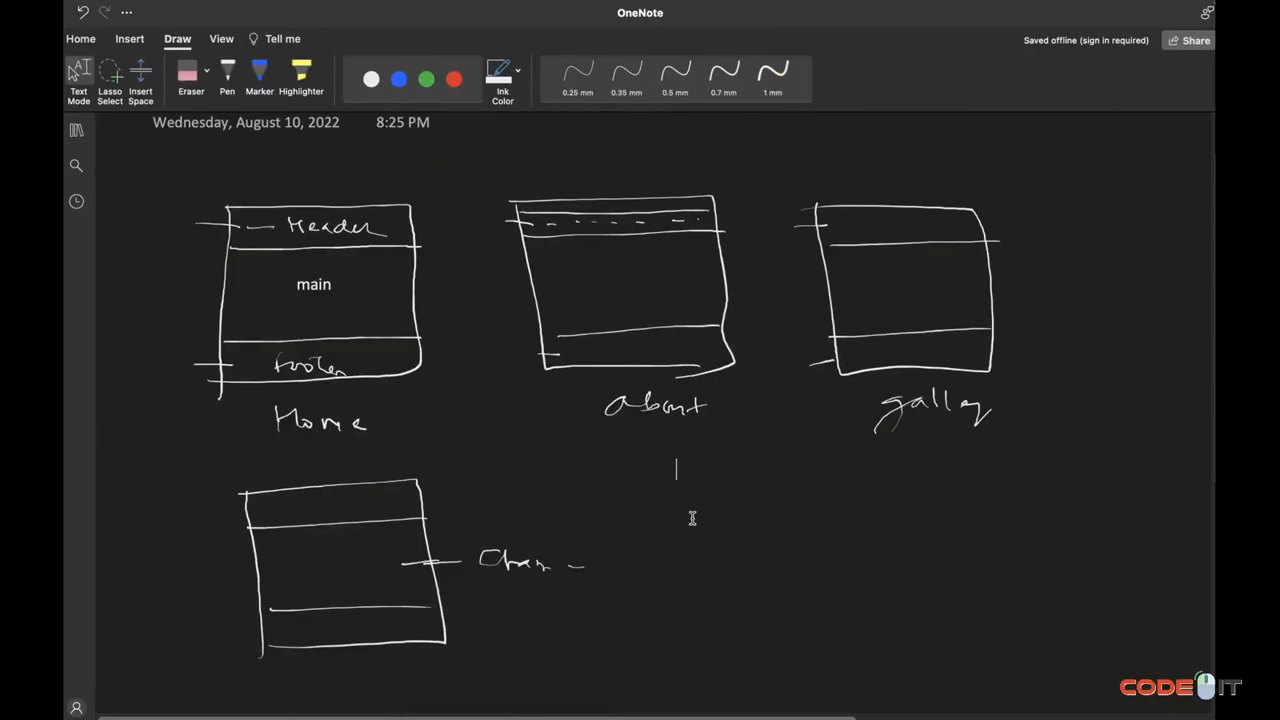 OneNote
Home Insert Draw View Tell me
Saved offline (sign in required) Share
Text Mode
Lasso Select
Insert Space
Eraser
Pen
Marker
Highlighter
Ink Color
0.25 mm 0.35 mm 0.5 mm 0.7 mm 1 mm
Wednesday, August 10, 2022 8:25 PM
Header
main
Footer
Home
about
CODE IT